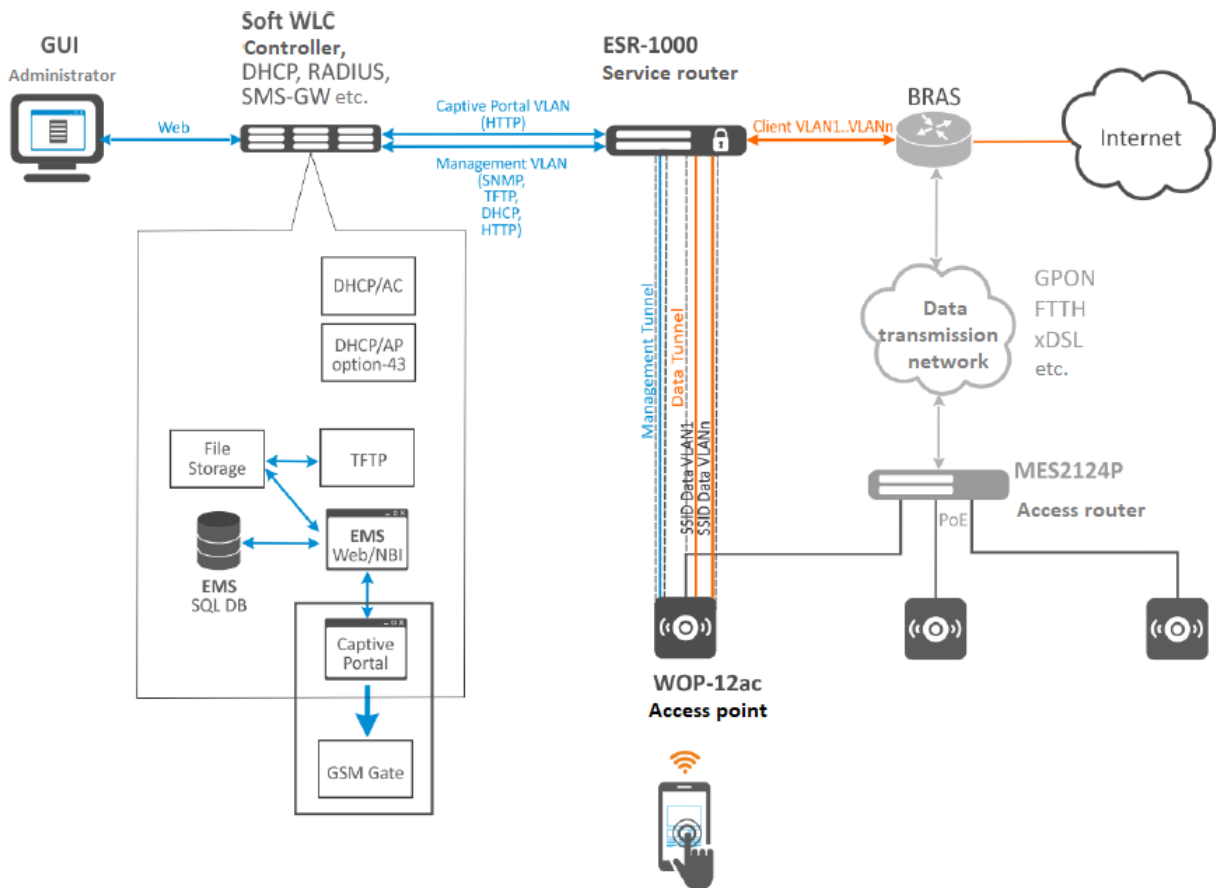 GUI
Administrator
Soft WLC
Controller,
DHCP, RADIUS,
SMS-GW etc.
ESR-1000
Service router
BRAS
Internet
Web
Captive Portal VLAN
(HTTP)
Management VLAN
(SNMP,
TFTP,
DHCP,
HTTP)
Client VLAN1..VLANn
DHCP/AC
DHCP/AP
option-43
File
Storage
TFTP
EMS
Web/NBI
EMS
SQL DB
Captive
Portal
GSM Gate
Management Tunnel
Data Tunnel
SSID Data VLAN1
SSID Data VLANn
Data
transmission
network
GPON
FTTH
xDSL
etc.
MES2124P
Access router
PoE
WOP-12ac
Access point